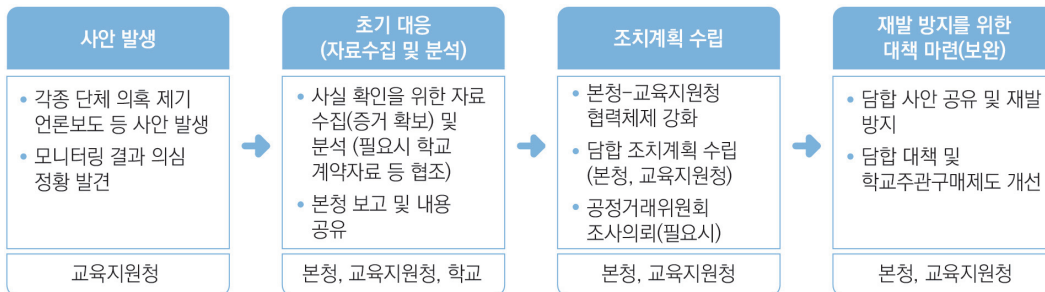 사안 발생
• 각종 단체 의혹 제기
언론보도 등 사안 발생
• 모니터링 결과 의심
정황 발견
교육지원청
초기 대응
(자료수집 및 분석)
• 사실 확인을 위한 자료
수집(증거 확보) 및
분석 (필요시 학교
계약자료 등 협조)
• 본청 보고 및 내용
공유
본청, 교육지원청, 학교
조치계획 수립
• 본청-교육지원청
협력체제 강화
• 담합 조치계획 수립
(본청, 교육지원청)
• 공정거래위원회
조사의뢰(필요시)
본청, 교육지원청
재발 방지를 위한
대책 마련(보완)
• 담합 사안 공유 및 재발
방지
• 담합 대책 및
학교주관구매제도 개선
본청, 교육지원청